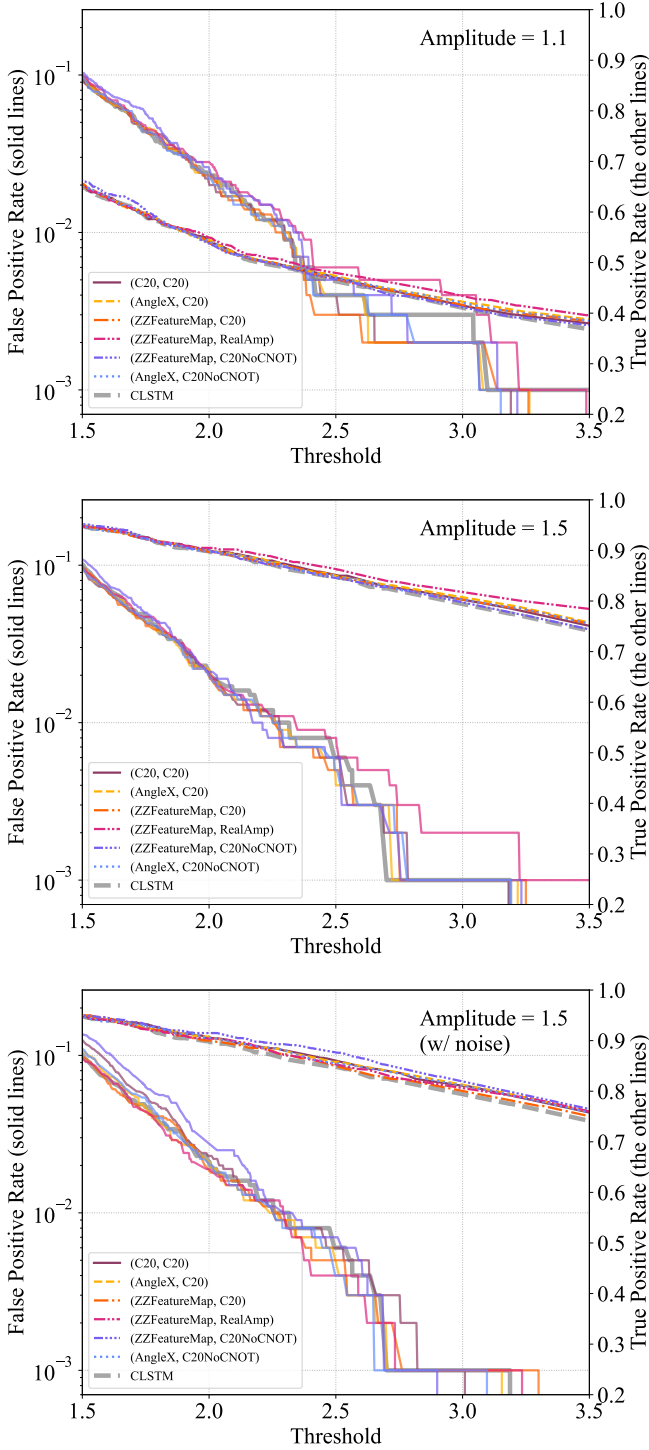 Amplitude = 1.1
False Positive Rate (solid lines)
10⁻¹
10⁻²
10⁻³
(C20, C20)
(AngleX, C20)
(ZZFeatureMap, C20)
(ZZFeatureMap, RealAmp)
(ZZFeatureMap, C20NoCNOT)
(AngleX, C20NoCNOT)
CLSTM
1.0
0.9
0.8
0.7
0.6
0.5
0.4
0.3
0.2
True Positive Rate (the other lines)
1.5 2.0 2.5 3.0 3.5
Threshold
Amplitude = 1.5
False Positive Rate (solid lines)
10⁻¹
10⁻²
10⁻³
(C20, C20)
(AngleX, C20)
(ZZFeatureMap, C20)
(ZZFeatureMap, RealAmp)
(ZZFeatureMap, C20NoCNOT)
(AngleX, C20NoCNOT)
CLSTM
1.0
0.9
0.8
0.7
0.6
0.5
0.4
0.3
0.2
True Positive Rate (the other lines)
1.5 2.0 2.5 3.0 3.5
Threshold
Amplitude = 1.5
(w/ noise)
False Positive Rate (solid lines)
10⁻¹
10⁻²
10⁻³
(C20, C20)
(AngleX, C20)
(ZZFeatureMap, C20)
(ZZFeatureMap, RealAmp)
(ZZFeatureMap, C20NoCNOT)
(AngleX, C20NoCNOT)
CLSTM
1.0
0.9
0.8
0.7
0.6
0.5
0.4
0.3
0.2
True Positive Rate (the other lines)
1.5 2.0 2.5 3.0 3.5
Threshold